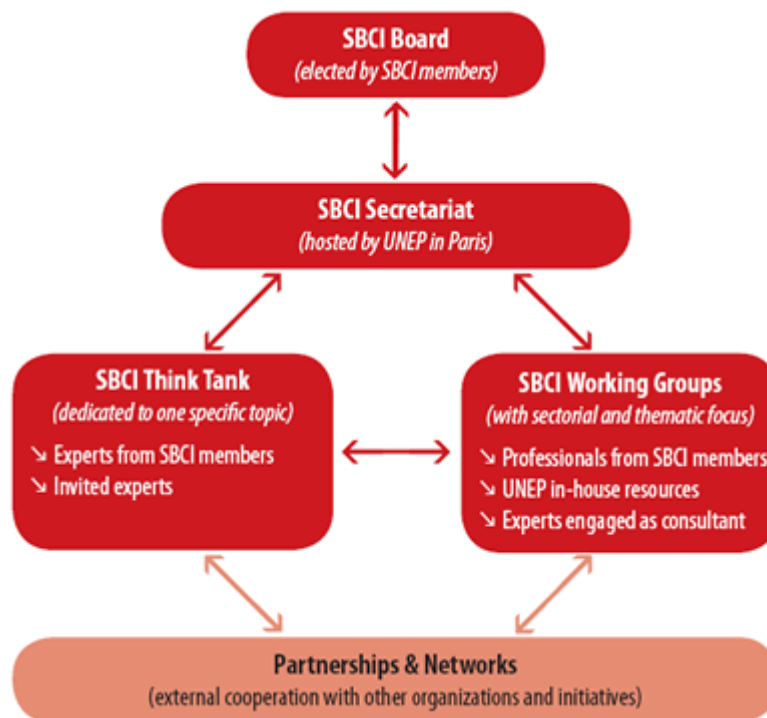 SBCI Board
(elected by SBCI members)
SBCI Secretariat
(hosted by UNEP in Paris)
SBCI Think Tank
(dedicated to one specific topic)
↘ Experts from SBCI members
↘ Invited experts
SBCI Working Groups
(with sectorial and thematic focus)
↘ Professionals from SBCI members
↘ UNEP in-house resources
↘ Experts engaged as consultant
Partnerships & Networks
(external cooperation with other organizations and initiatives)